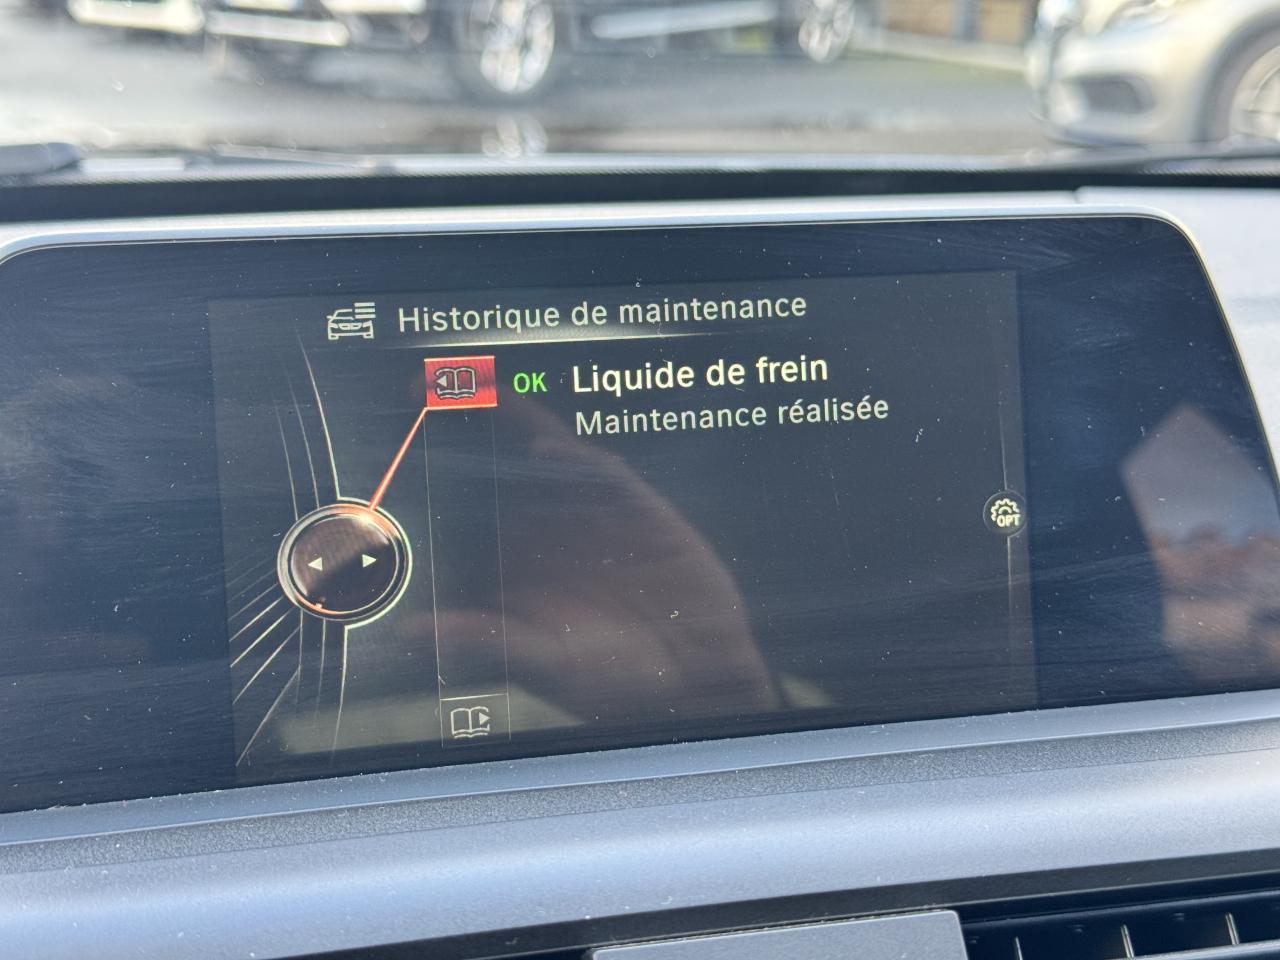 Historique de maintenance
OK Liquide de frein
Maintenance réalisée
OPT